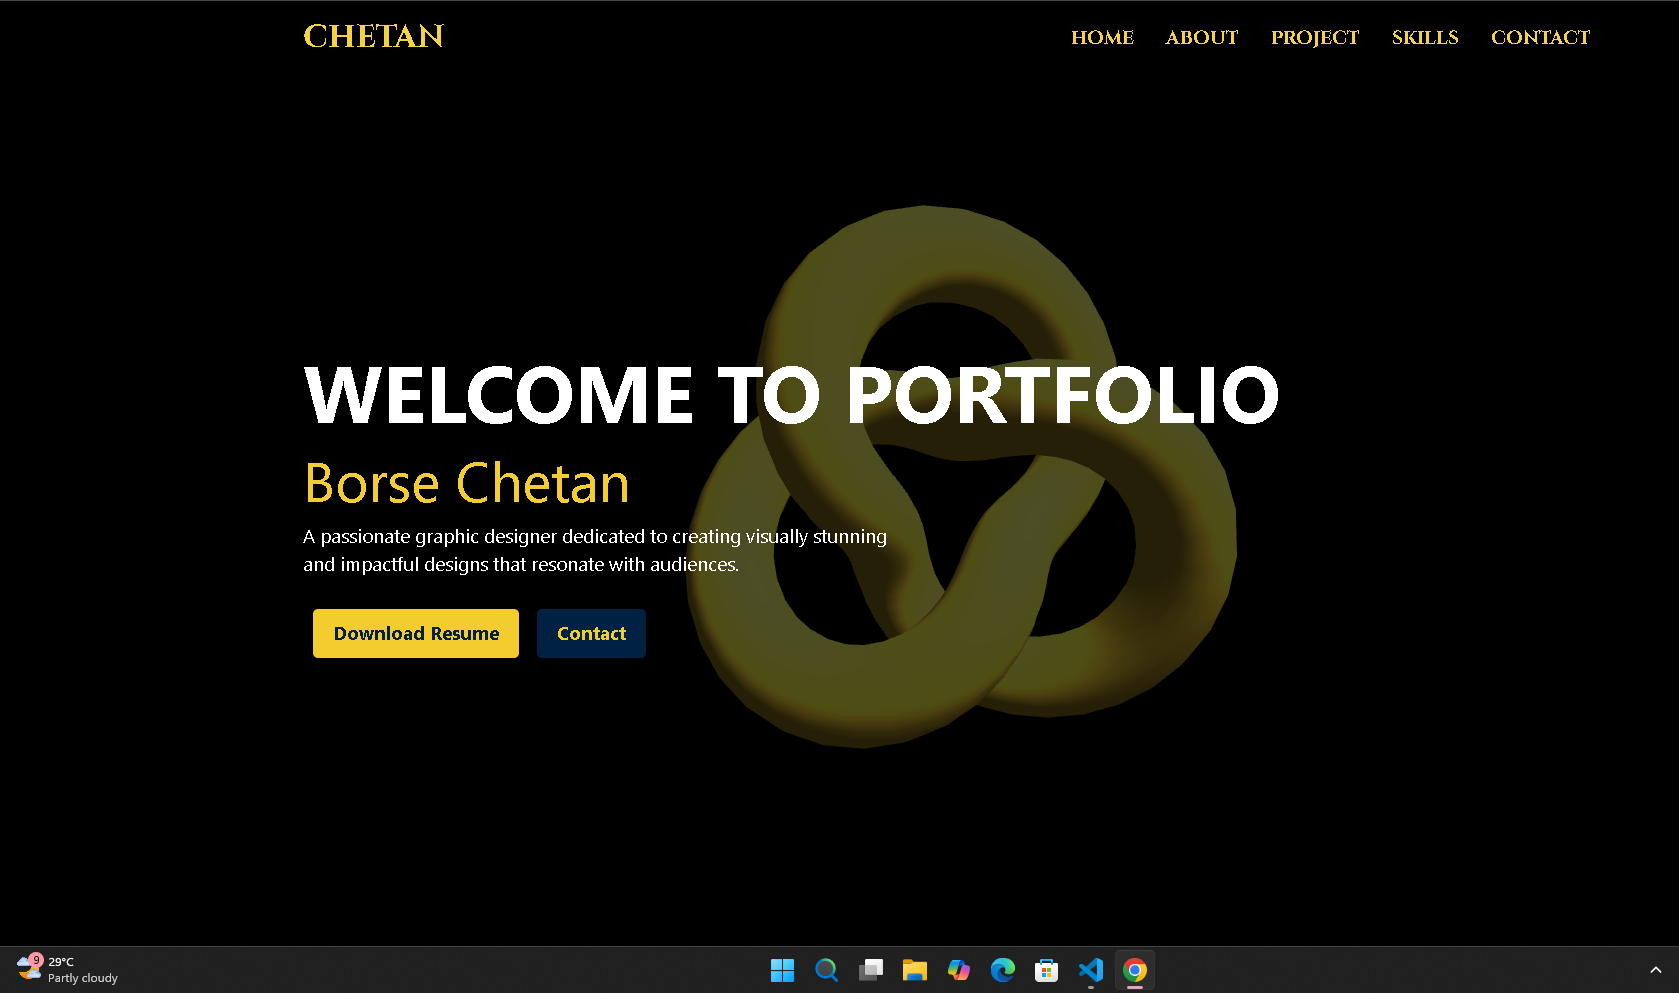 CHETAN
HOME ABOUT PROJECT SKILLS CONTACT
WELCOME TO PORTFOLIO
Borse Chetan
A passionate graphic designer dedicated to creating visually stunning
and impactful designs that resonate with audiences.
Download Resume Contact
9
29°C
Partly cloudy